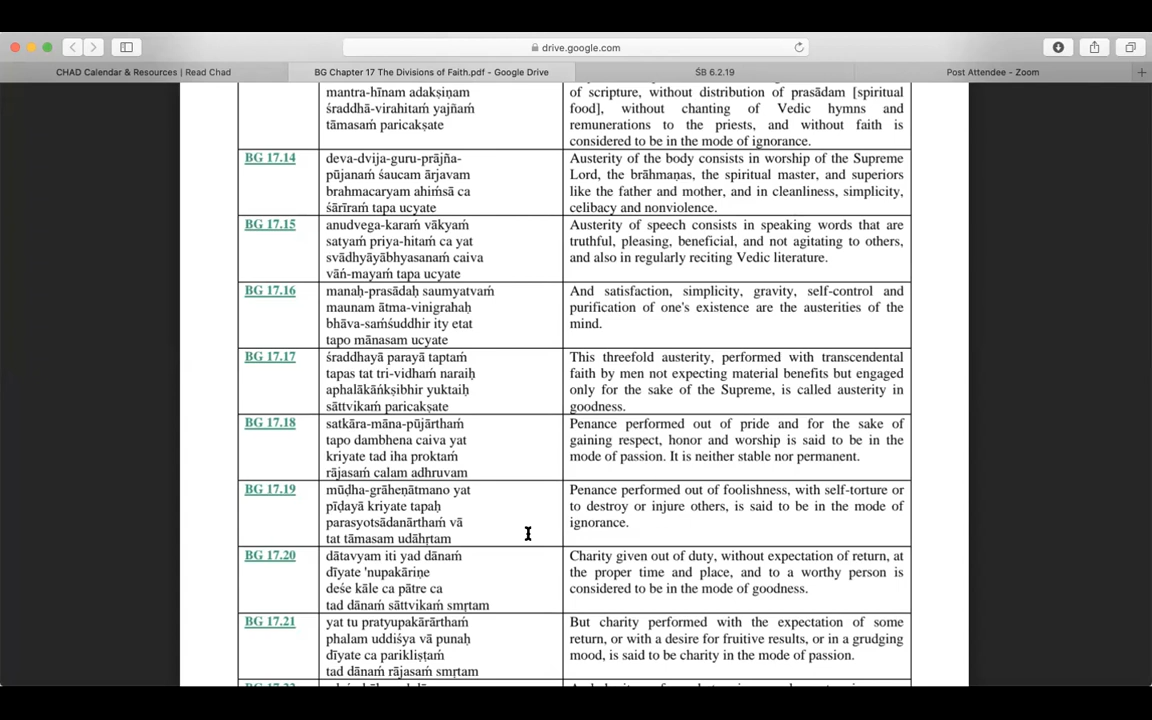 drive.google.com
CHAD Calendar & Resources | Read Chad
BG Chapter 17 The Divisions of Faith.pdf - Google Drive
ŚB 6.2.19
Post Attendee - Zoom
mantra-hīnam adakṣiṇam
śraddhā-virahitaṁ yajñaṁ
tāmasaṁ paricakṣate
of scripture, without distribution of prasādam [spiritual
food], without chanting of Vedic hymns and
remunerations to the priests, and without faith is
considered to be in the mode of ignorance.
BG 17.14
deva-dvija-guru-prājña-
pūjanaṁ śaucam ārjavam
brahmacaryam ahiṁsā ca
śārīraṁ tapa ucyate
Austerity of the body consists in worship of the Supreme
Lord, the brāhmaṇas, the spiritual master, and superiors
like the father and mother, and in cleanliness, simplicity,
celibacy and nonviolence.
BG 17.15
anudvega-karaṁ vākyaṁ
satyaṁ priya-hitaṁ ca yat
svādhyāyābhyasanaṁ caiva
vāṅ-mayaṁ tapa ucyate
Austerity of speech consists in speaking words that are
truthful, pleasing, beneficial, and not agitating to others,
and also in regularly reciting Vedic literature.
BG 17.16
manaḥ-prasādaḥ saumyatvaṁ
maunam ātma-vinigrahaḥ
bhāva-saṁśuddhir ity etat
tapo mānasam ucyate
And satisfaction, simplicity, gravity, self-control and
purification of one's existence are the austerities of the
mind.
BG 17.17
śraddhayā parayā taptaṁ
tapas tat tri-vidhaṁ naraiḥ
aphalākāṅkṣibhir yuktaiḥ
sāttvikaṁ paricakṣate
This threefold austerity, performed with transcendental
faith by men not expecting material benefits but engaged
only for the sake of the Supreme, is called austerity in
goodness.
BG 17.18
satkāra-māna-pūjārthaṁ
tapo dambhena caiva yat
kriyate tad iha proktaṁ
rājasaṁ calam adhruvam
Penance performed out of pride and for the sake of
gaining respect, honor and worship is said to be in the
mode of passion. It is neither stable nor permanent.
BG 17.19
mūḍha-grāheṇātmano yat
pīḍayā kriyate tapaḥ
parasyotsādanārthaṁ vā
tat tāmasam udāhṛtam
Penance performed out of foolishness, with self-torture or
to destroy or injure others, is said to be in the mode of
ignorance.
BG 17.20
dātavyam iti yad dānaṁ
dīyate 'nupakāriṇe
deśe kāle ca pātre ca
tad dānaṁ sāttvikaṁ smṛtam
Charity given out of duty, without expectation of return, at
the proper time and place, and to a worthy person is
considered to be in the mode of goodness.
BG 17.21
yat tu pratyupakārārthaṁ
phalam uddiśya vā punaḥ
dīyate ca parikliṣṭaṁ
tad dānaṁ rājasaṁ smṛtam
But charity performed with the expectation of some
return, or with a desire for fruitive results, or in a grudging
mood, is said to be charity in the mode of passion.